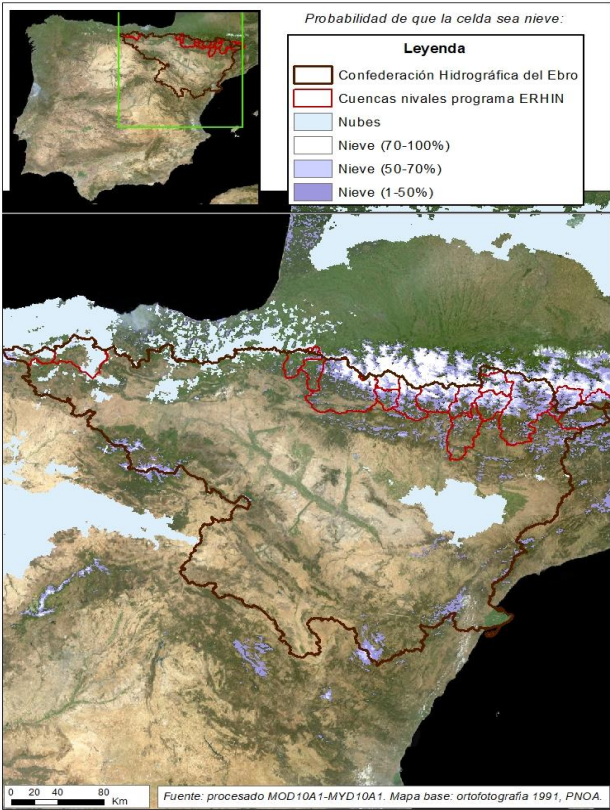 Probabilidad de que la celda sea nieve:
Leyenda
Confederación Hidrográfica del Ebro
Cuencas nivales programa ERHIN
Nubes
Nieve (70-100%)
Nieve (50-70%)
Nieve (1-50%)
0 20 40 80
Km
Fuente: procesado MOD10A1-MYD10A1. Mapa base: ortofotografia 1991, PNOA.